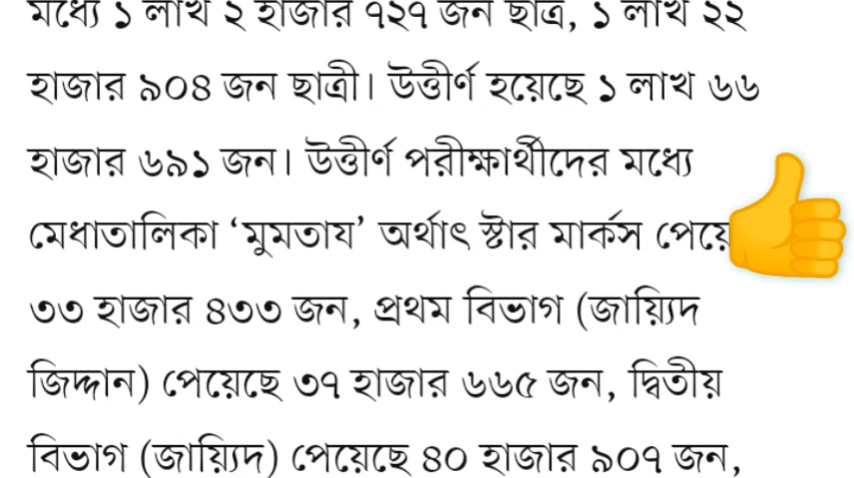 মধ্যে ১ লাখ ২ হাজার ৭২৭ জন ছাত্র, ১ লাখ ২২
হাজার ৯০৪ জন ছাত্রী। উত্তীর্ণ হয়েছে ১ লাখ ৬৬
হাজার ৬৯১ জন। উত্তীর্ণ পরীক্ষার্থীদের মধ্যে
মেধাতালিকা ‘মুমতায’ অর্থাৎ স্টার মার্কস পেয়ে
৩৩ হাজার ৪৩৩ জন, প্রথম বিভাগ (জায়্যিদ
জিদ্দান) পেয়েছে ৩৭ হাজার ৬৬৫ জন, দ্বিতীয়
বিভাগ (জায়্যিদ) পেয়েছে ৪০ হাজার ৯০৭ জন,